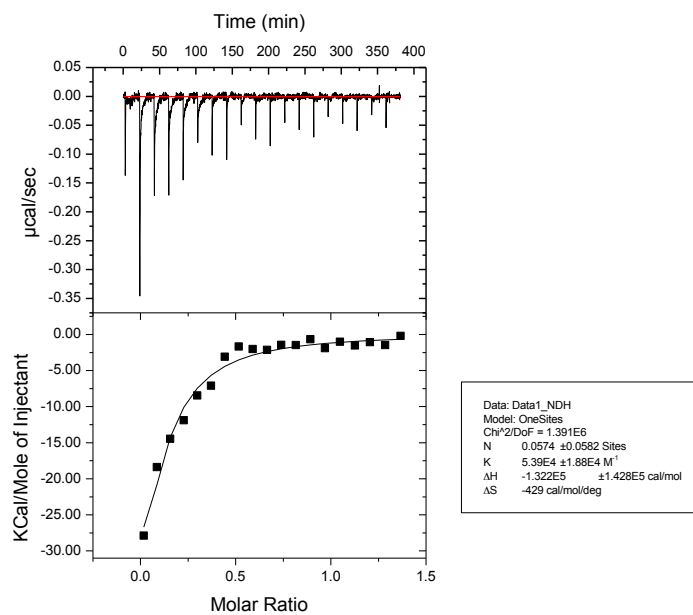 Time (min)
0 50 100 150 200 250 300 350 400
0.05
0.00
-0.05
-0.10
-0.15
-0.20
-0.25
-0.30
-0.35
µcal/sec
0.00
-5.00
-10.00
-15.00
-20.00
-25.00
-30.00
KCal/Mole of Injectant
0.0 0.5 1.0 1.5
Molar Ratio
Data: Data1_NDH
Model: OneSites
Chi^2/DoF = 1.391E6
N 0.0574 ±0.0582 Sites
K 5.39E4 ±1.88E4 M⁻¹
ΔH -1.322E5 ±1.428E5 cal/mol
ΔS -429 cal/mol/deg